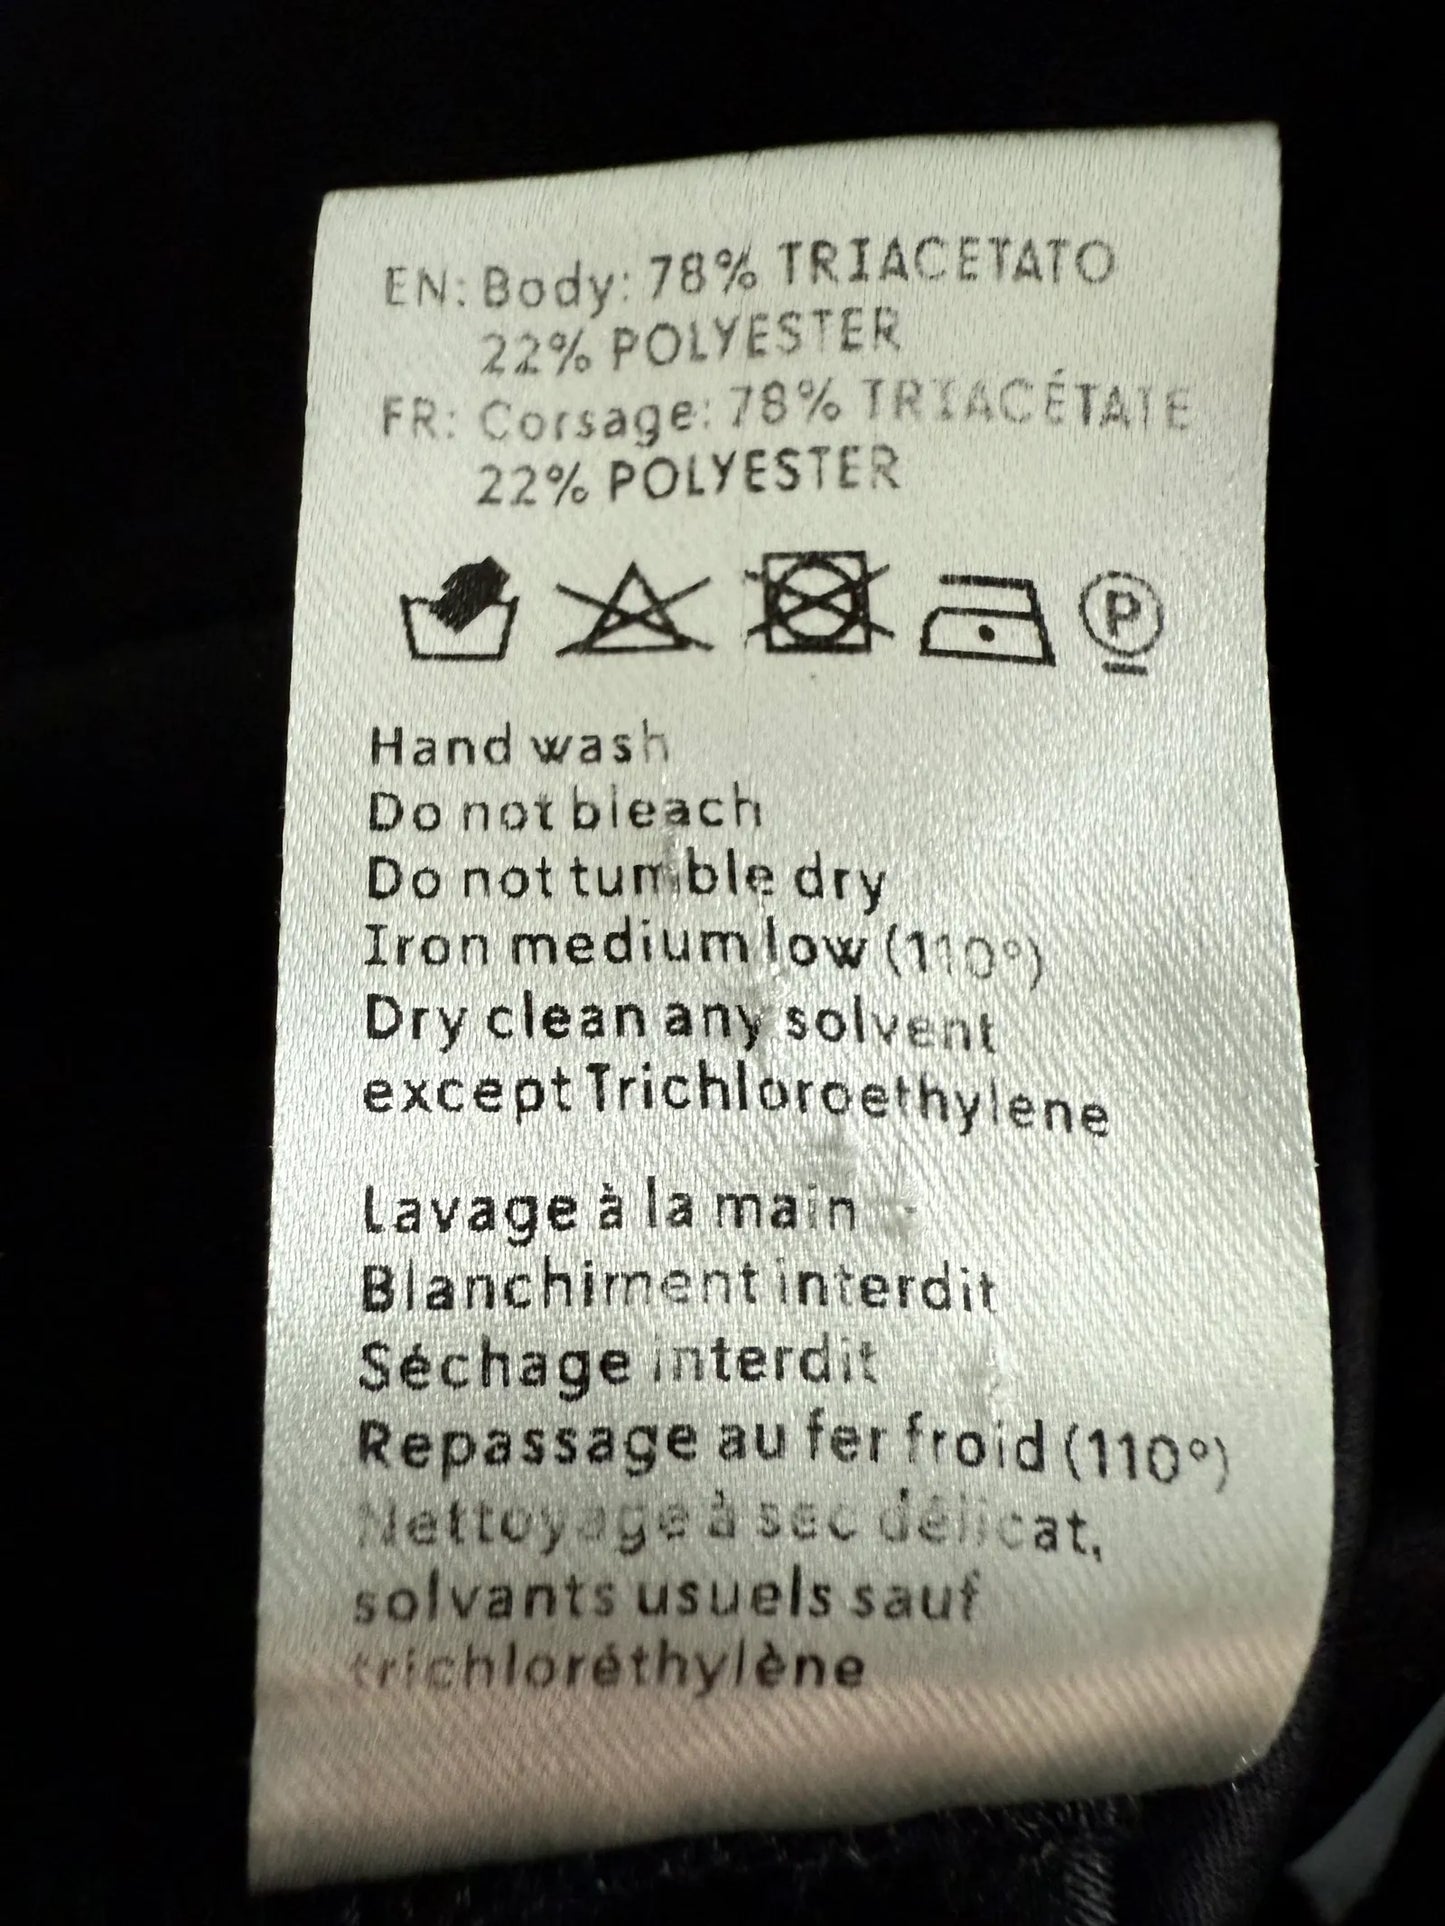 EN: Body: 78% TRIACETATO
22% POLYESTER
FR: Corsage: 78% TRIACÉTATE
22% POLYESTER
P
Hand wash
Do not bleach
Do not tumble dry
Iron medium low (110°)
Dry clean any solvent
except Trichloroethylene
Lavage à la main
Blanchiment interdit
Séchage interdit
Repassage au fer froid (110°)
Nettoyage à sec délicat,
solvants usuels sauf
trichloréthylène